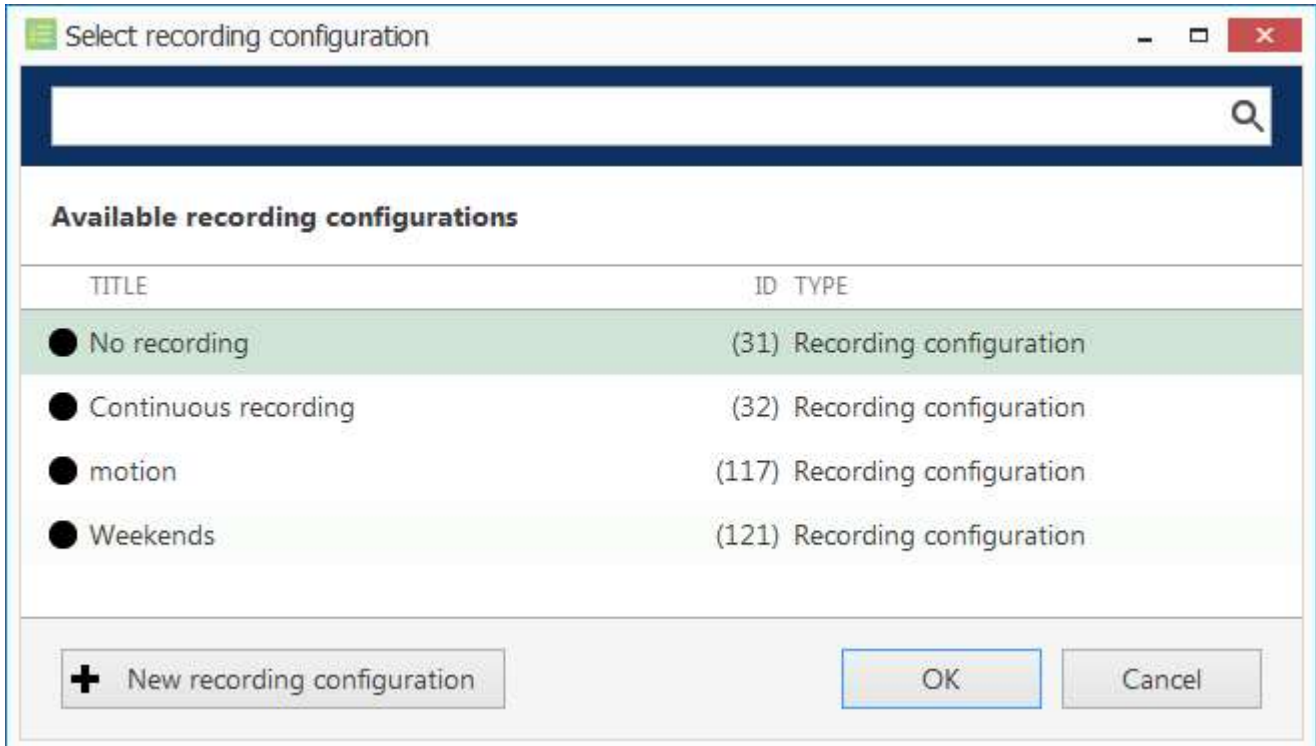 Select recording configuration
Available recording configurations
TITLE ID TYPE
No recording (31) Recording configuration
Continuous recording (32) Recording configuration
motion (117) Recording configuration
Weekends (121) Recording configuration
New recording configuration OK Cancel